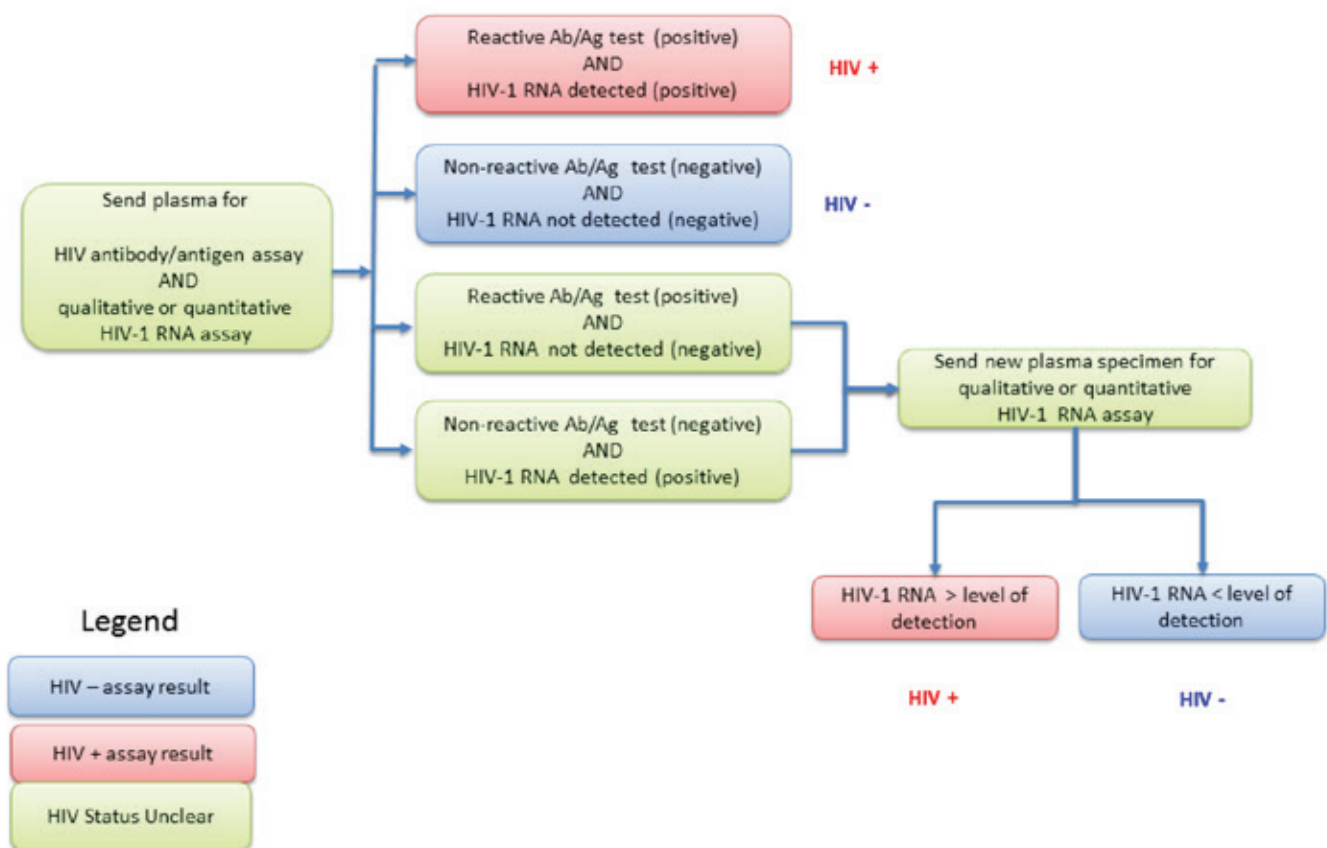 Send plasma for
HIV antibody/antigen assay
AND
qualitative or quantitative
HIV-1 RNA assay
Reactive Ab/Ag test (positive)
AND
HIV-1 RNA detected (positive)
HIV +
Non-reactive Ab/Ag test (negative)
AND
HIV-1 RNA not detected (negative)
HIV -
Reactive Ab/Ag test (positive)
AND
HIV-1 RNA not detected (negative)
Non-reactive Ab/Ag test (negative)
AND
HIV-1 RNA detected (positive)
Send new plasma specimen for
qualitative or quantitative
HIV-1 RNA assay
HIV-1 RNA > level of
detection
HIV +
HIV-1 RNA < level of
detection
HIV -
Legend
HIV – assay result
HIV + assay result
HIV Status Unclear